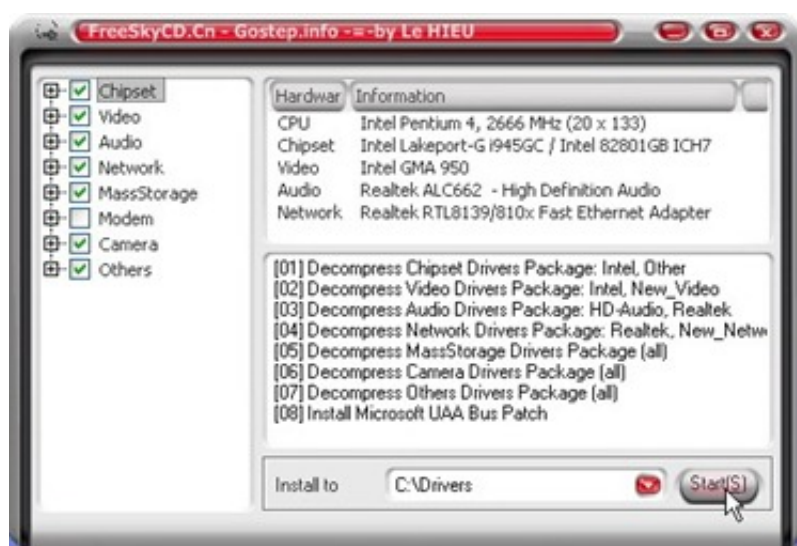 FreeSkyCD.Cn - Gostep.info -=-by Le HIEU
Chipset
Video
Audio
Network
MassStorage
Modem
Camera
Others
Hardwar Information
CPU Intel Pentium 4, 2666 MHz (20 x 133)
Chipset Intel Lakeport-G i945GC / Intel 82801GB ICH7
Video Intel GMA 950
Audio Realtek ALC662 - High Definition Audio
Network Realtek RTL8139/810x Fast Ethernet Adapter
[01] Decompress Chipset Drivers Package: Intel, Other
[02] Decompress Video Drivers Package: Intel, New_Video
[03] Decompress Audio Drivers Package: HD-Audio, Realtek
[04] Decompress Network Drivers Package: Realtek, New_Netw
[05] Decompress MassStorage Drivers Package (all)
[06] Decompress Camera Drivers Package (all)
[07] Decompress Others Drivers Package (all)
[08] Install Microsoft UAA Bus Patch
Install to C:\Drivers Start(S)